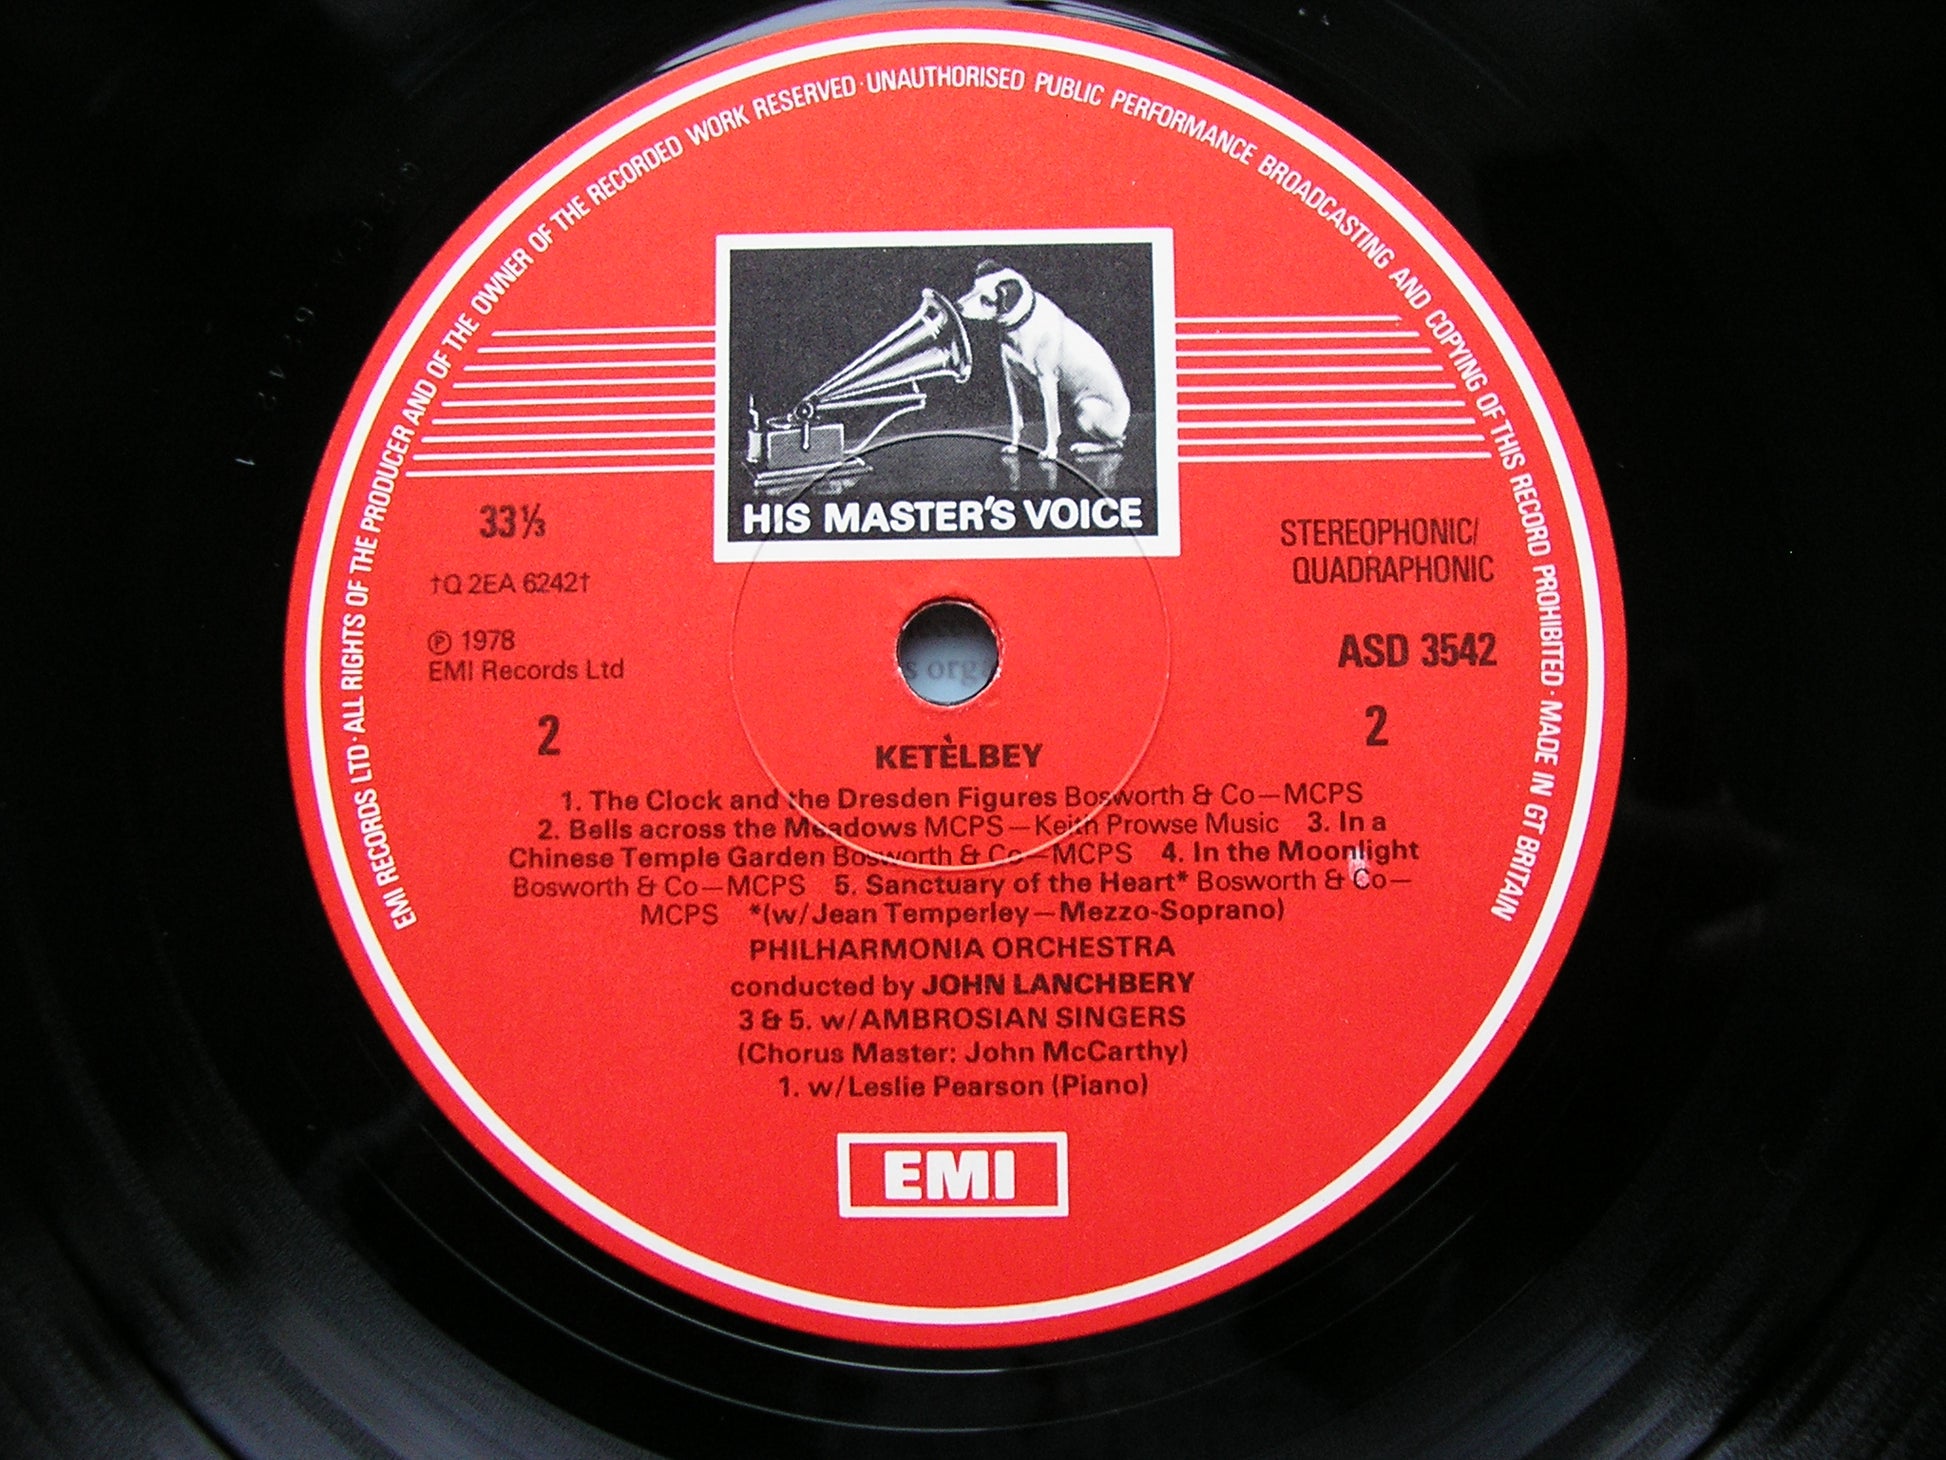 EMI RECORDS LTD · ALL RIGHTS OF THE PRODUCER AND OF THE OWNER OF THE RECORDED WORK RESERVED · UNAUTHORISED PUBLIC PERFORMANCE BROADCASTING AND COPYING OF THIS RECORD PROHIBITED · MADE IN GT BRITAIN
HIS MASTER'S VOICE
33⅓
STEREOPHONIC/
QUADRAPHONIC
†Q 2EA 6242†
℗ 1978
EMI Records Ltd
ASD 3542
2
2
s orga
KETÈLBEY
1. The Clock and the Dresden Figures Bosworth & Co—MCPS
2. Bells across the Meadows MCPS—Keith Prowse Music 3. In a
Chinese Temple Garden Bosworth & Co—MCPS 4. In the Moonlight
Bosworth & Co—MCPS 5. Sanctuary of the Heart* Bosworth & Co—
MCPS *(w/Jean Temperley—Mezzo-Soprano)
PHILHARMONIA ORCHESTRA
conducted by JOHN LANCHBERY
3 & 5. w/AMBROSIAN SINGERS
(Chorus Master: John McCarthy)
1. w/Leslie Pearson (Piano)
EMI